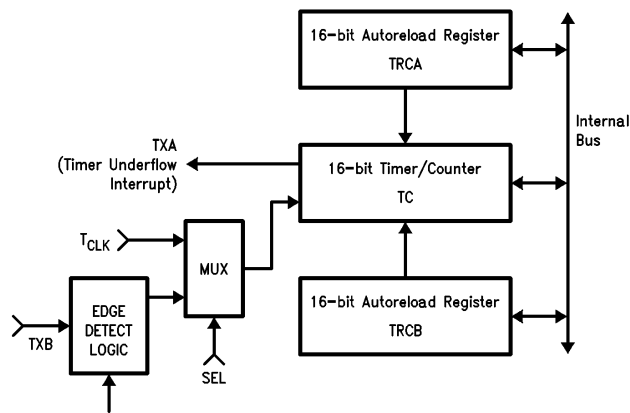 16-bit Autoreload Register
TRCA
Internal
Bus
TXA
(Timer Underflow
Interrupt)
16-bit Timer/Counter
TC
TCLK
MUX
EDGE
DETECT
LOGIC
TXB
SEL
16-bit Autoreload Register
TRCB